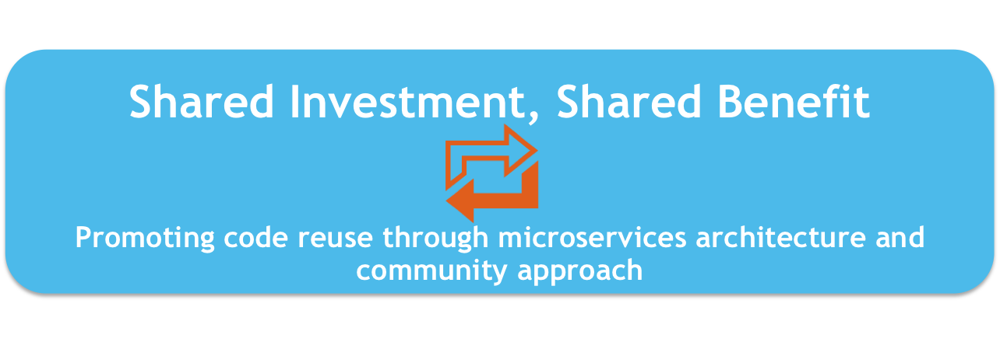 Shared Investment, Shared Benefit
Promoting code reuse through microservices architecture and
community approach